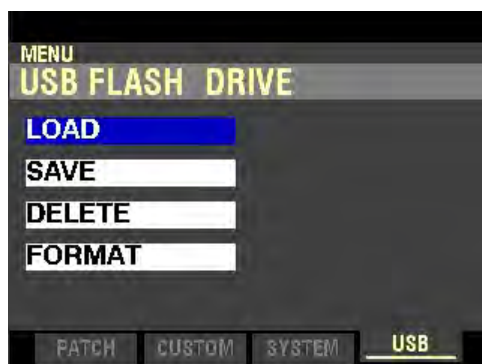 MENU
USB FLASH DRIVE
LOAD
SAVE
DELETE
FORMAT
PATCH CUSTOM SYSTEM USB